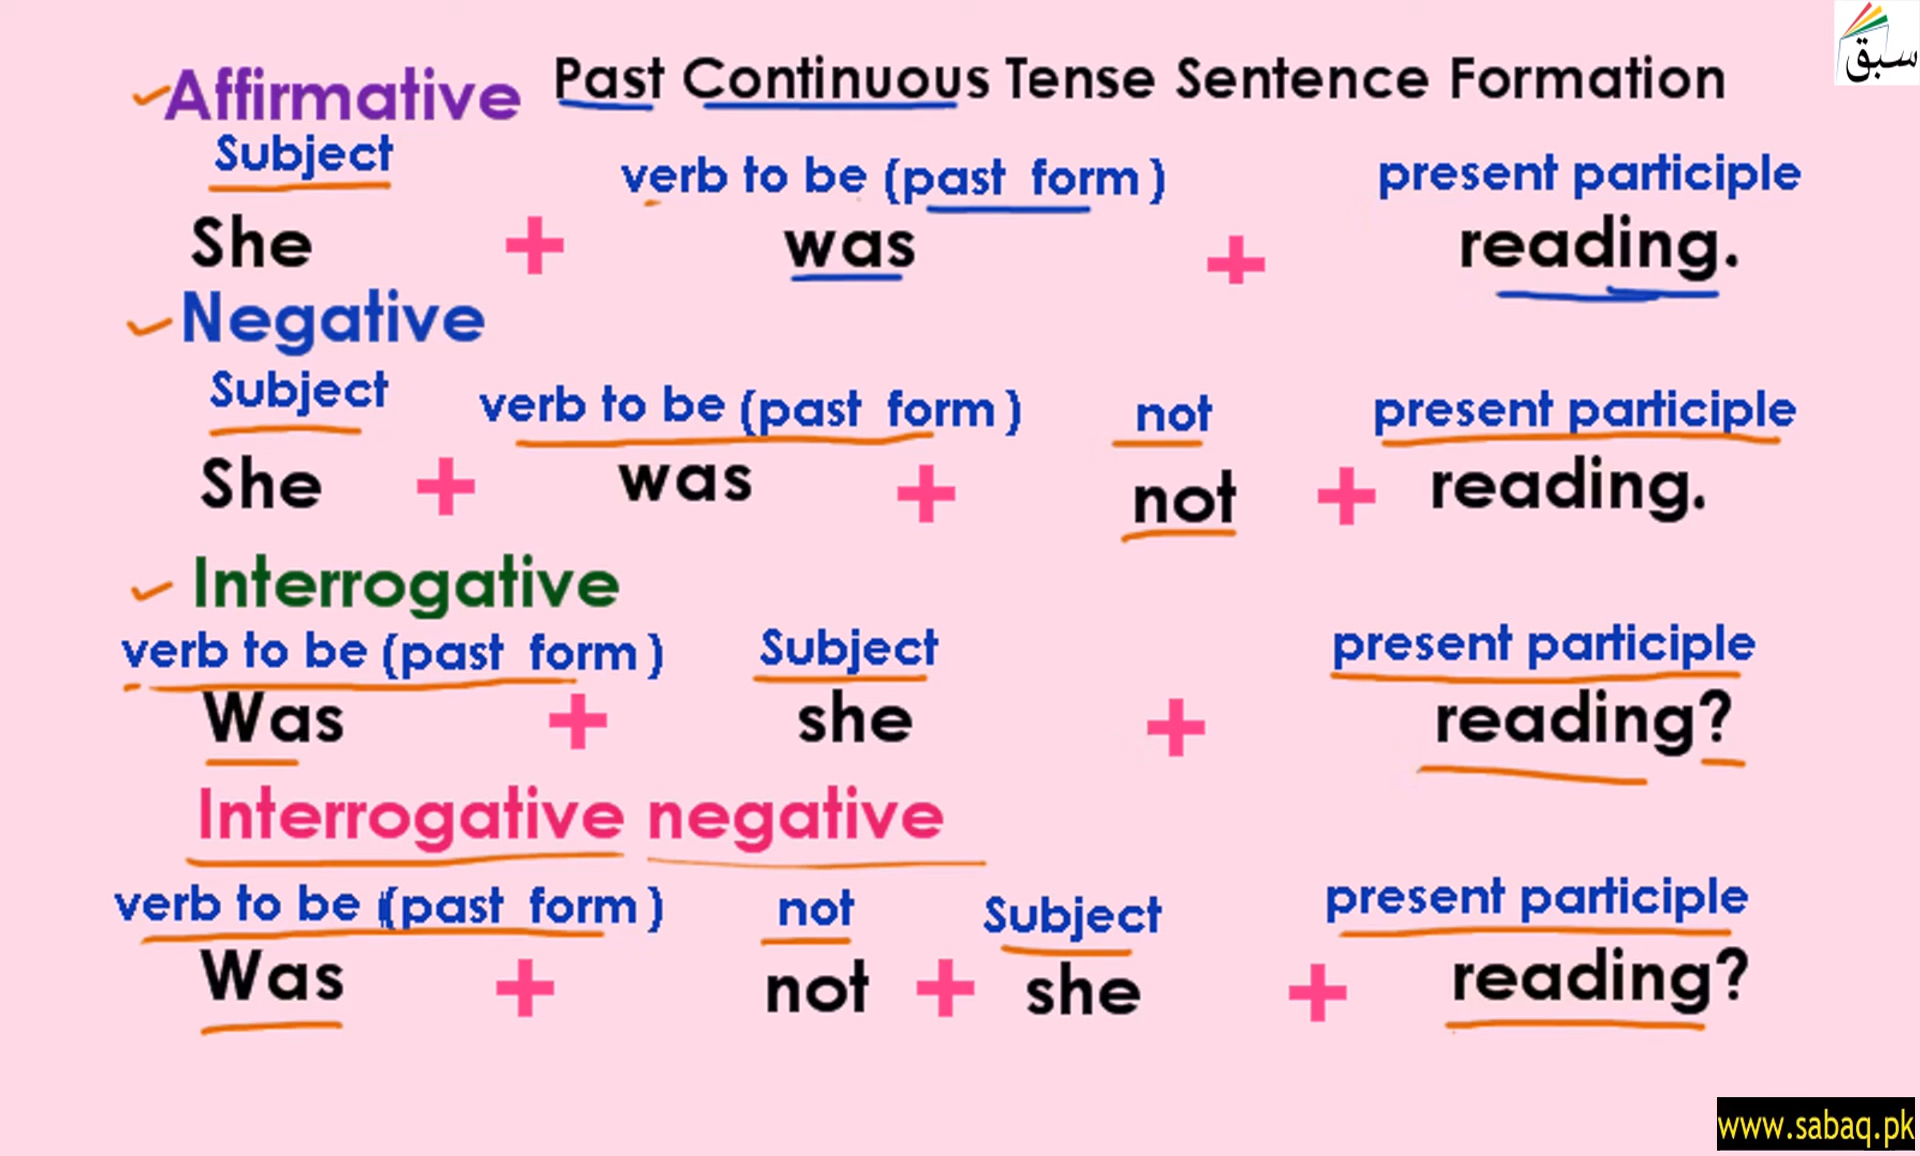 سبق
Affirmative Past Continuous Tense Sentence Formation
Subject verb to be (past form) present participle
She + was + reading.
Negative
Subject verb to be (past form) not present participle
She + was + not + reading.
Interrogative
verb to be (past form) Subject present participle
Was + she + reading?
Interrogative negative
verb to be (past form) not Subject present participle
Was + not + she + reading?
www.sabaq.pk